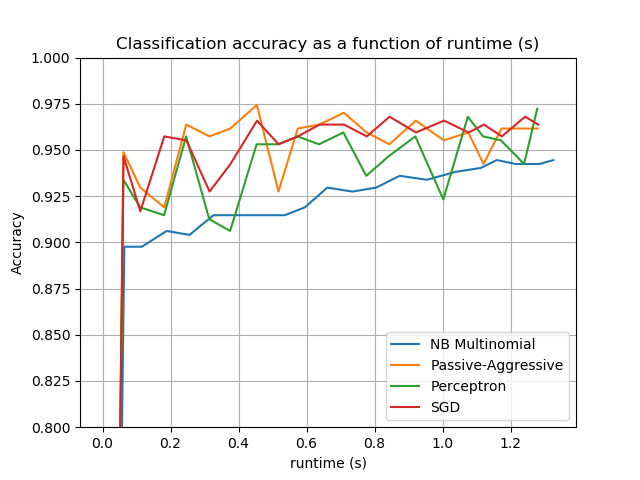 Classification accuracy as a function of runtime (s)
1.000
0.975
0.950
0.925
0.900
0.875
0.850
0.825
0.800
Accuracy
NB Multinomial
Passive-Aggressive
Perceptron
SGD
0.0 0.2 0.4 0.6 0.8 1.0 1.2
runtime (s)